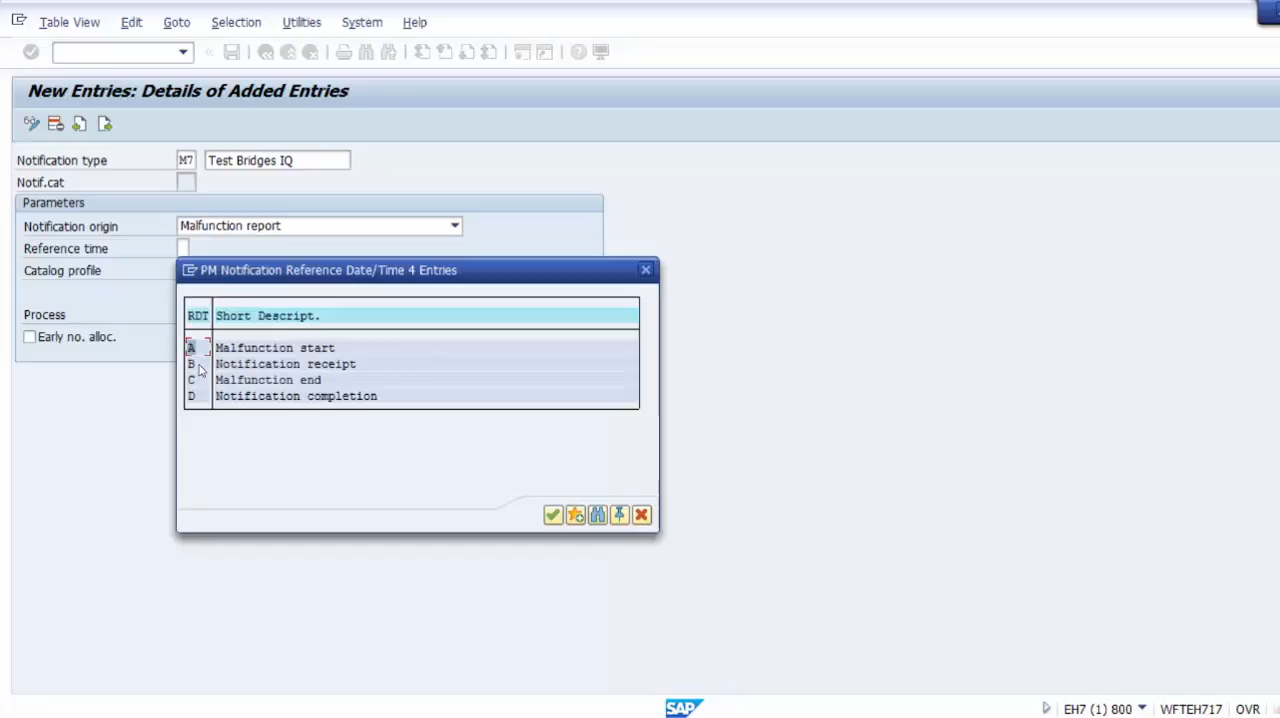 Table View Edit Goto Selection Utilities System Help
New Entries: Details of Added Entries
Notification type M7 Test Bridges IQ
Notif.cat
Parameters
Notification origin Malfunction report
Reference time
Catalog profile
Process
Early no. alloc.
PM Notification Reference Date/Time 4 Entries
RDT Short Descript.
A Malfunction start
B Notification receipt
C Malfunction end
D Notification completion
SAP
EH7 (1) 800 WFTEH717 OVR